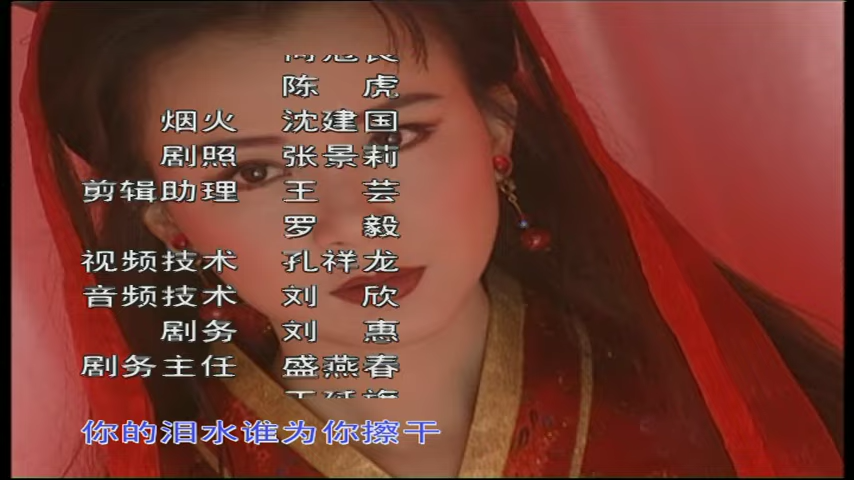 陈 虎
烟火 沈建国
剧照 张景莉
剪辑助理 王 芸
罗 毅
视频技术 孔祥龙
音频技术 刘 欣
剧务 刘 惠
剧务主任 盛燕春
你的泪水谁为你擦干